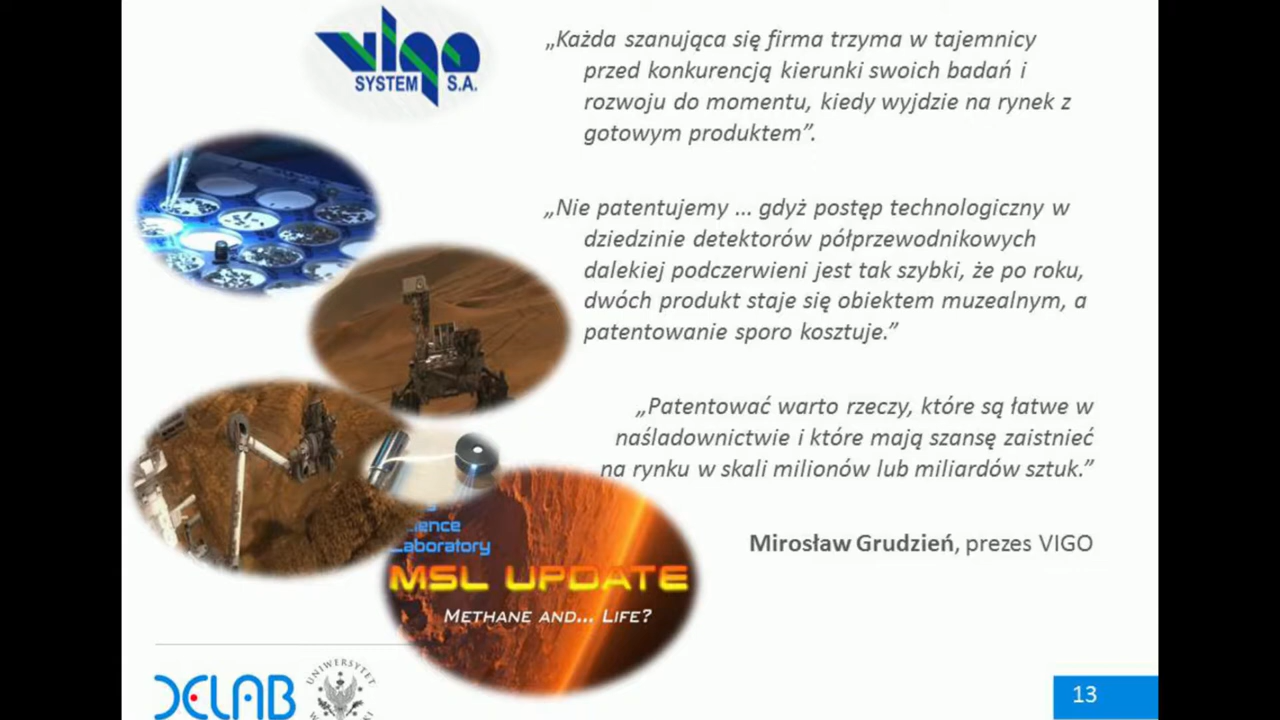 vigo
SYSTEM S.A.
„Każda szanująca się firma trzyma w tajemnicy
przed konkurencją kierunki swoich badań i
rozwoju do momentu, kiedy wyjdzie na rynek z
gotowym produktem”.
„Nie patentujemy ... gdyż postęp technologiczny w
dziedzinie detektorów półprzewodnikowych
dalekiej podczerwieni jest tak szybki, że po roku,
dwóch produkt staje się obiektem muzealnym, a
patentowanie sporo kosztuje.”
„Patentować warto rzeczy, które są łatwe w
naśladownictwie i które mają szansę zaistnieć
na rynku w skali milionów lub miliardów sztuk.”
Mirosław Grudzień, prezes VIGO
Laboratory
MSL UPDATE
METHANE AND... LIFE?
DELAB
UNIWERSYTET
13